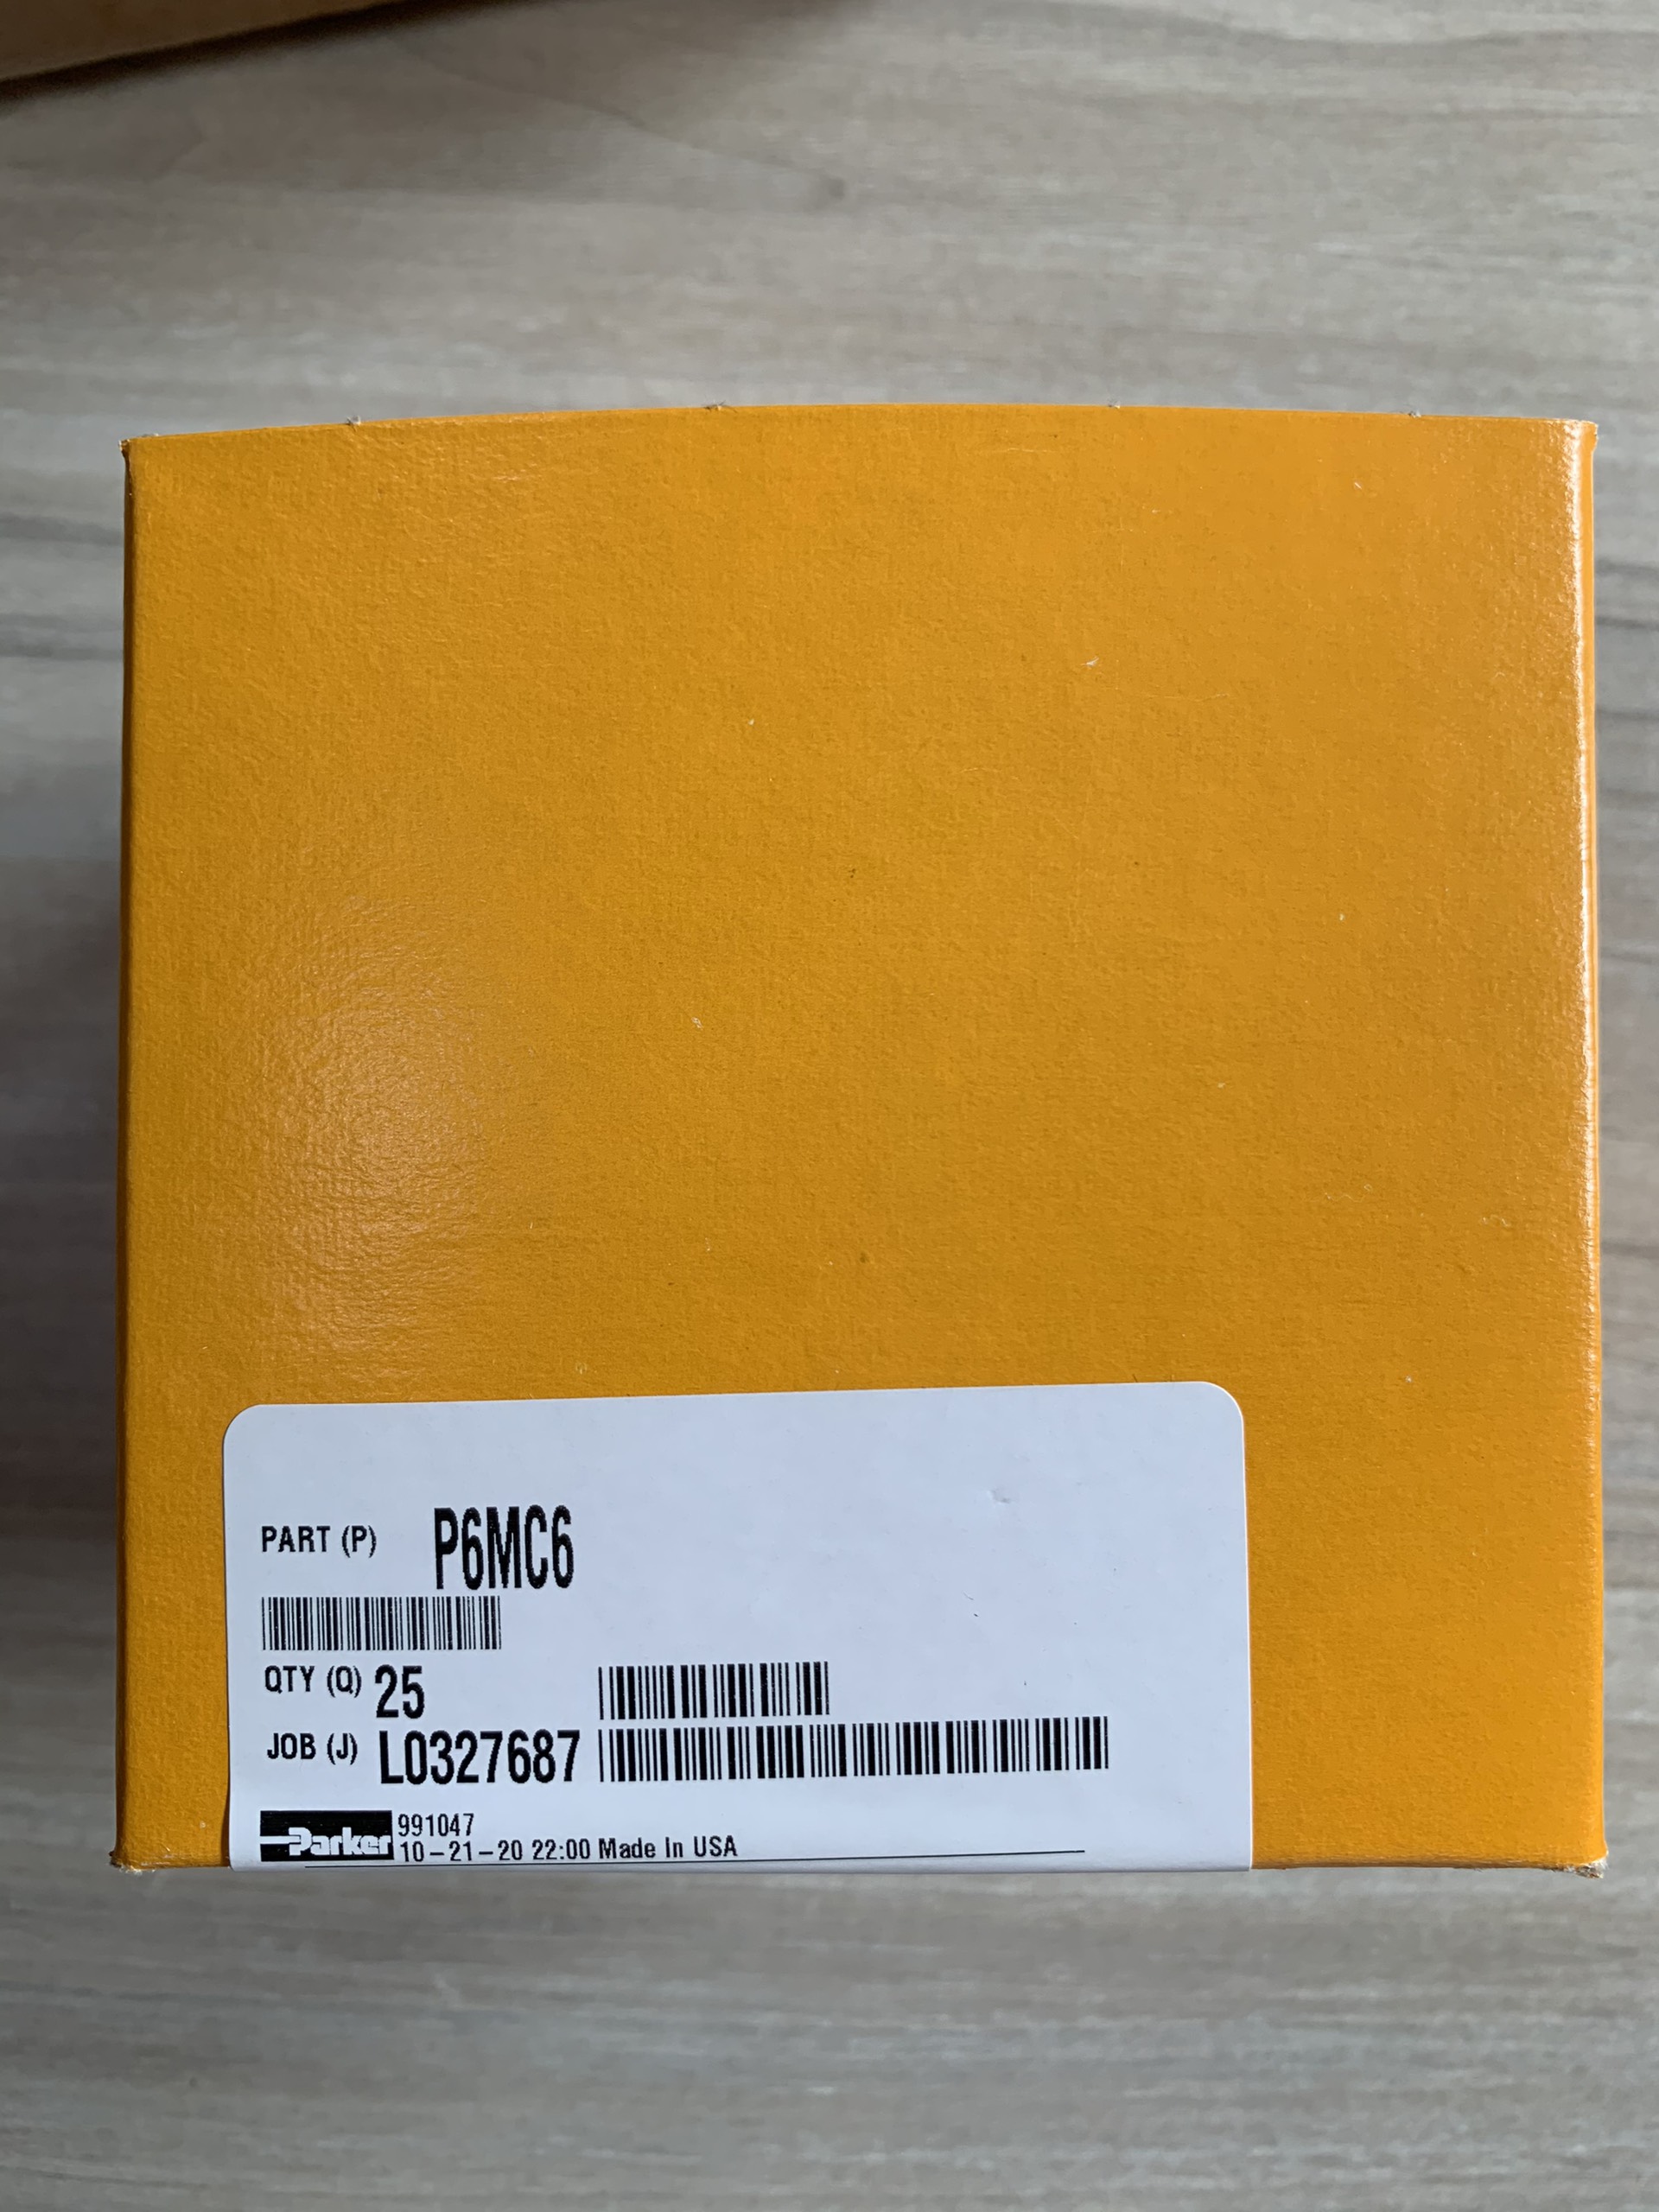 PART (P) P6MC6
QTY (Q) 25
JOB (J) L0327687
Parker 991047
10-21-20 22:00 Made In USA